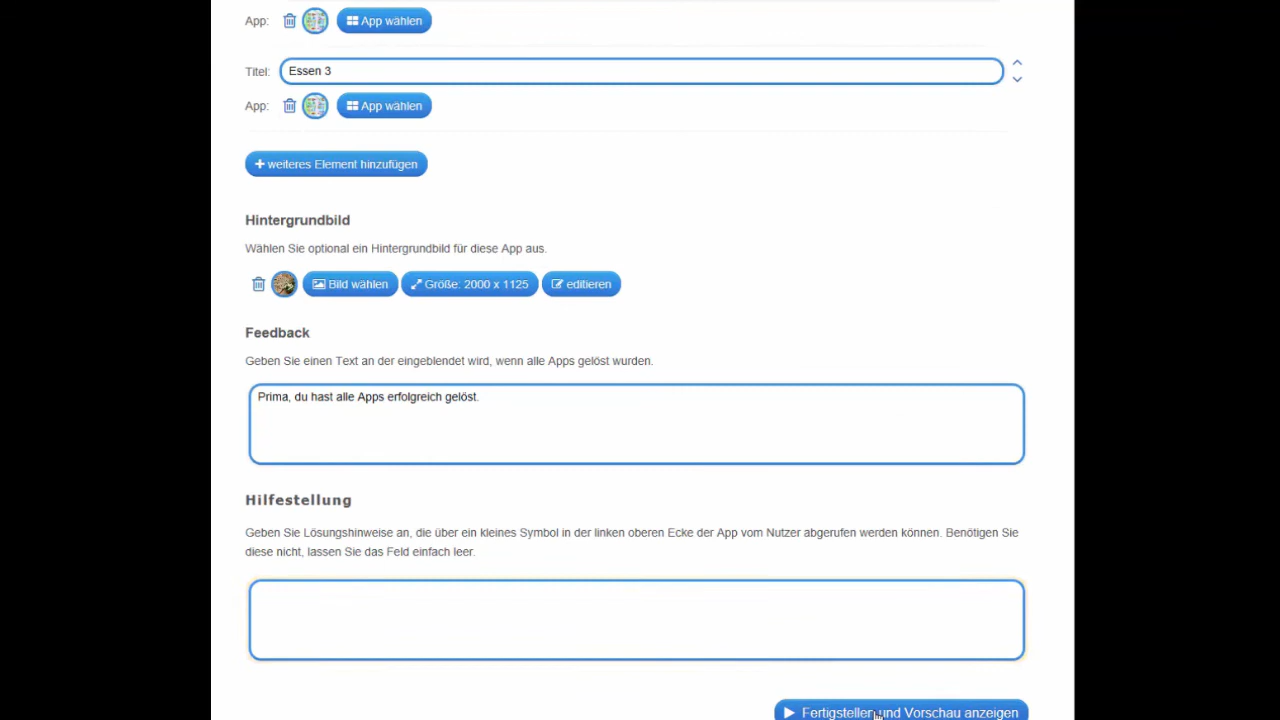 App: App wählen
Titel: Essen 3
App: App wählen
weiteres Element hinzufügen
Hintergrundbild
Wählen Sie optional ein Hintergrundbild für diese App aus.
Bild wählen Größe: 2000 x 1125 editieren
Feedback
Geben Sie einen Text an der eingeblendet wird, wenn alle Apps gelöst wurden.
Prima, du hast alle Apps erfolgreich gelöst.
Hilfestellung
Geben Sie Lösungshinweise an, die über ein kleines Symbol in der linken oberen Ecke der App vom Nutzer abgerufen werden können. Benötigen Sie
diese nicht, lassen Sie das Feld einfach leer.
Fertigstellen und Vorschau anzeigen